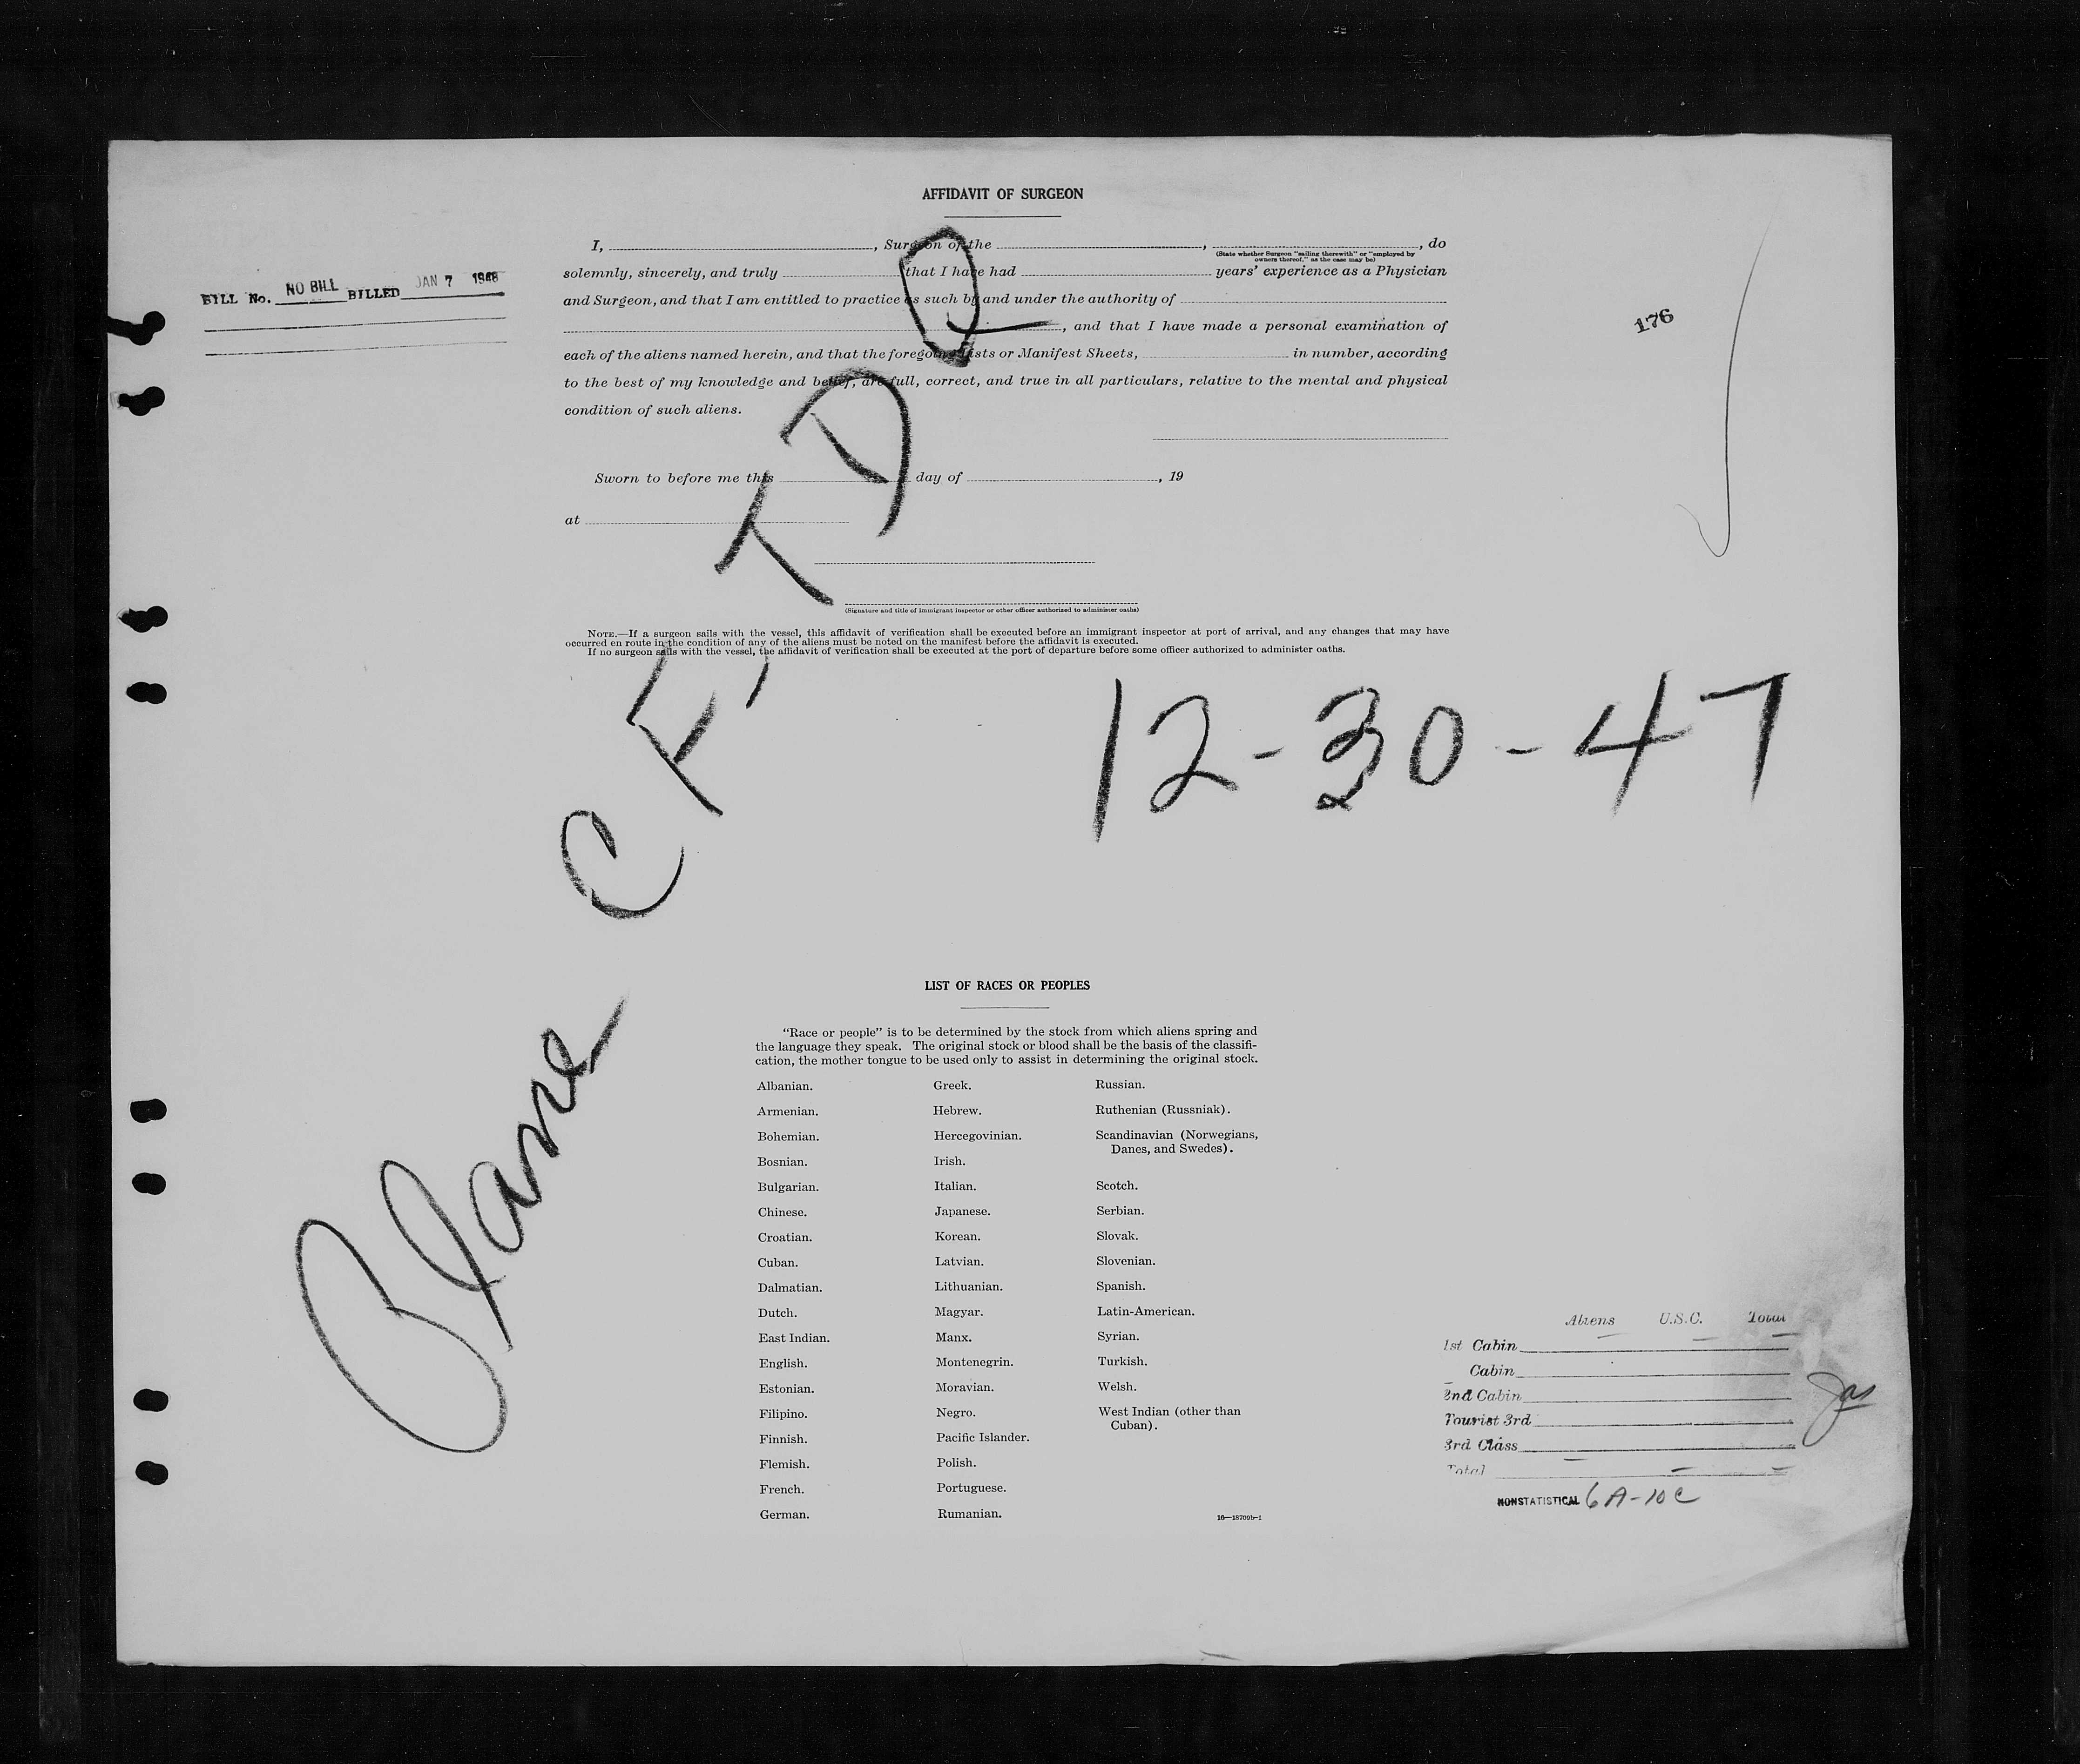 AFFIDAVIT OF SURGEON
I, , Surgeon of the , , do
(State whether Surgeon "sailing therewith" or "employed by
owners thereof," as the case may be)
solemnly, sincerely, and truly that I have had years' experience as a Physician
and Surgeon, and that I am entitled to practice as such by and under the authority of
, and that I have made a personal examination of
each of the aliens named herein, and that the foregoing Lists or Manifest Sheets, in number, according
to the best of my knowledge and belief, are full, correct, and true in all particulars, relative to the mental and physical
condition of such aliens.
Sworn to before me this day of , 19
at
(Signature and title of immigrant inspector or other officer authorized to administer oaths)
NOTE.—If a surgeon sails with the vessel, this affidavit of verification shall be executed before an immigrant inspector at port of arrival, and any changes that may have
occurred en route in the condition of any of the aliens must be noted on the manifest before the affidavit is executed.
If no surgeon sails with the vessel, the affidavit of verification shall be executed at the port of departure before some officer authorized to administer oaths.
BILL No. NO BILL BILLED JAN 7 1948
176
Plane CF-TDQ
12-30-47
LIST OF RACES OR PEOPLES
"Race or people" is to be determined by the stock from which aliens spring and
the language they speak. The original stock or blood shall be the basis of the classifi-
cation, the mother tongue to be used only to assist in determining the original stock.
Albanian.
Armenian.
Bohemian.
Bosnian.
Bulgarian.
Chinese.
Croatian.
Cuban.
Dalmatian.
Dutch.
East Indian.
English.
Estonian.
Filipino.
Finnish.
Flemish.
French.
German.
Greek.
Hebrew.
Hercegovinian.
Irish.
Italian.
Japanese.
Korean.
Latvian.
Lithuanian.
Magyar.
Manx.
Montenegrin.
Moravian.
Negro.
Pacific Islander.
Polish.
Portuguese.
Rumanian.
Russian.
Ruthenian (Russniak).
Scandinavian (Norwegians,
Danes, and Swedes).
Scotch.
Serbian.
Slovak.
Slovenian.
Spanish.
Latin-American.
Syrian.
Turkish.
Welsh.
West Indian (other than
Cuban).
16—18709b-1
Aliens U.S.C. Total
1st Cabin
Cabin
2nd Cabin
Tourist 3rd
3rd Class
Total
NONSTATISTICAL 6A-10C